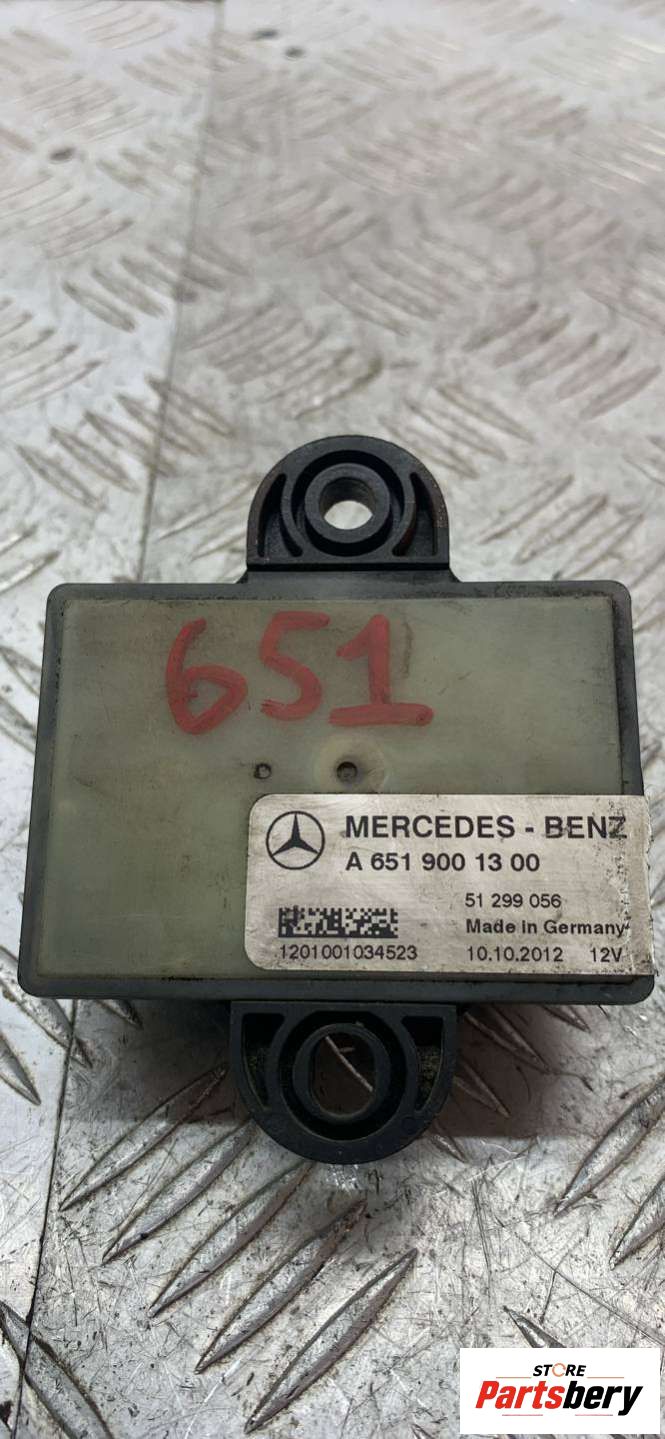 651
MERCEDES - BENZ
A 651 900 13 00
51 299 056
Made in Germany
1201001034523
10.10.2012 12V
STORE
Partsbery